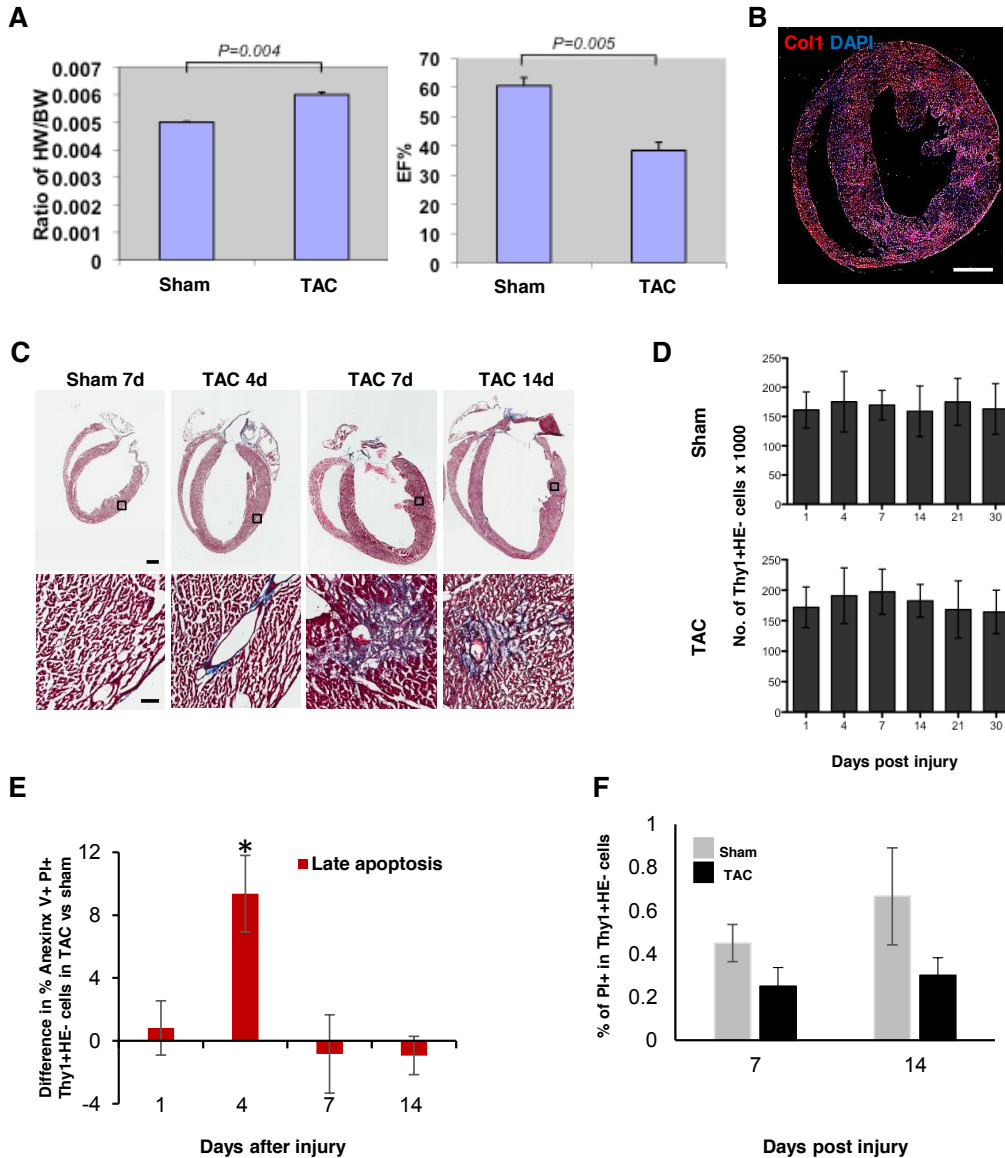 A
P=0.004
0.007
0.006
0.005
0.004
0.003
0.002
0.001
0
Ratio of HW/BW
Sham TAC
P=0.005
70
60
50
40
30
20
10
0
EF%
Sham TAC
B
Col1 DAPI
C
Sham 7d TAC 4d TAC 7d TAC 14d
D
Sham
TAC
No. of Thy1+HE- cells x 1000
250
200
150
100
50
0
1 4 7 14 21 30
250
200
150
100
50
0
1 4 7 14 21 30
Days post injury
E
Difference in % Anexinx V+ PI+
Thy1+HE- cells in TAC vs sham
12
8
4
0
-4
*
Late apoptosis
1 4 7 14
Days after injury
F
% of PI+ in Thy1+HE- cells
1
0.8
0.6
0.4
0.2
0
Sham
TAC
7 14
Days post injury